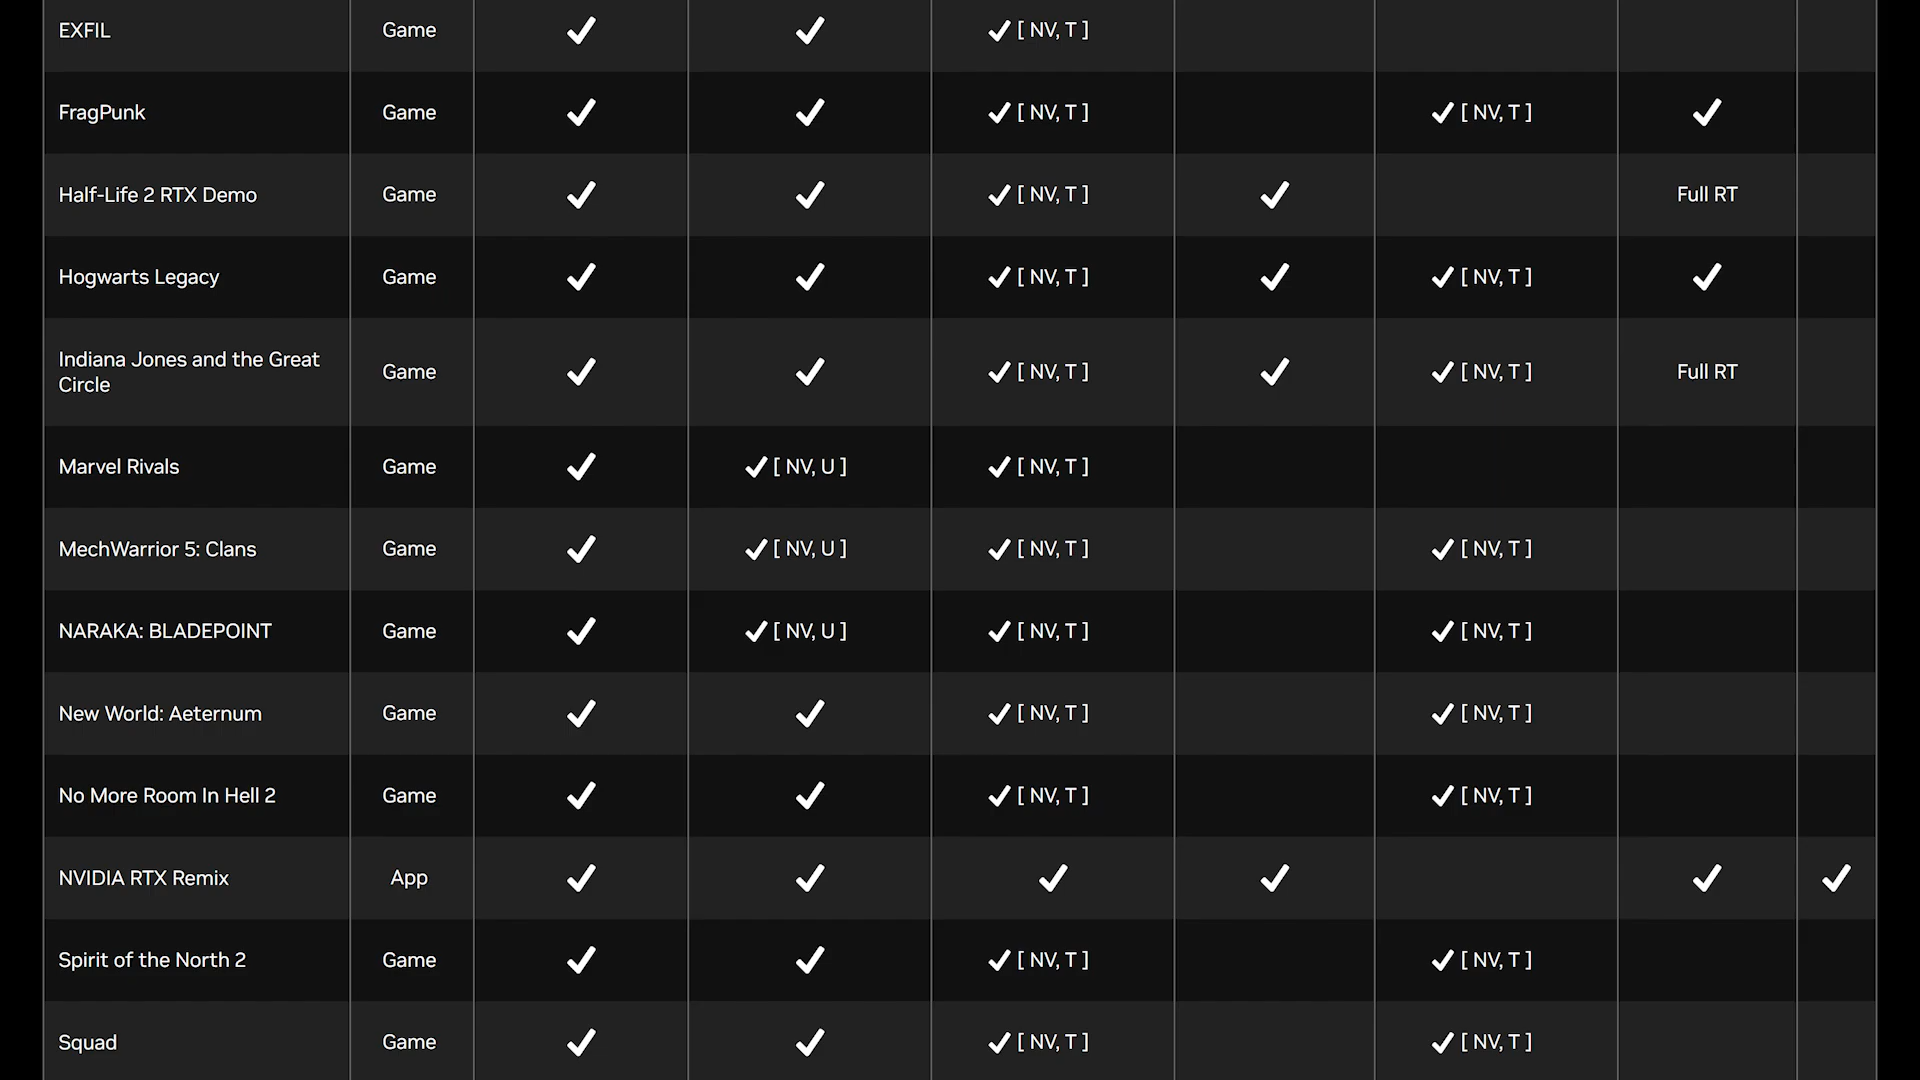 EXFIL Game ✓ ✓ ✓ [ NV, T ]
FragPunk Game ✓ ✓ ✓ [ NV, T ] ✓ [ NV, T ] ✓
Half-Life 2 RTX Demo Game ✓ ✓ ✓ [ NV, T ] ✓ Full RT
Hogwarts Legacy Game ✓ ✓ ✓ [ NV, T ] ✓ ✓ [ NV, T ] ✓
Indiana Jones and the Great
Circle Game ✓ ✓ ✓ [ NV, T ] ✓ ✓ [ NV, T ] Full RT
Marvel Rivals Game ✓ ✓ [ NV, U ] ✓ [ NV, T ]
MechWarrior 5: Clans Game ✓ ✓ [ NV, U ] ✓ [ NV, T ] ✓ [ NV, T ]
NARAKA: BLADEPOINT Game ✓ ✓ [ NV, U ] ✓ [ NV, T ] ✓ [ NV, T ]
New World: Aeternum Game ✓ ✓ ✓ [ NV, T ] ✓ [ NV, T ]
No More Room In Hell 2 Game ✓ ✓ ✓ [ NV, T ] ✓ [ NV, T ]
NVIDIA RTX Remix App ✓ ✓ ✓ ✓ ✓ ✓
Spirit of the North 2 Game ✓ ✓ ✓ [ NV, T ] ✓ [ NV, T ]
Squad Game ✓ ✓ ✓ [ NV, T ] ✓ [ NV, T ]